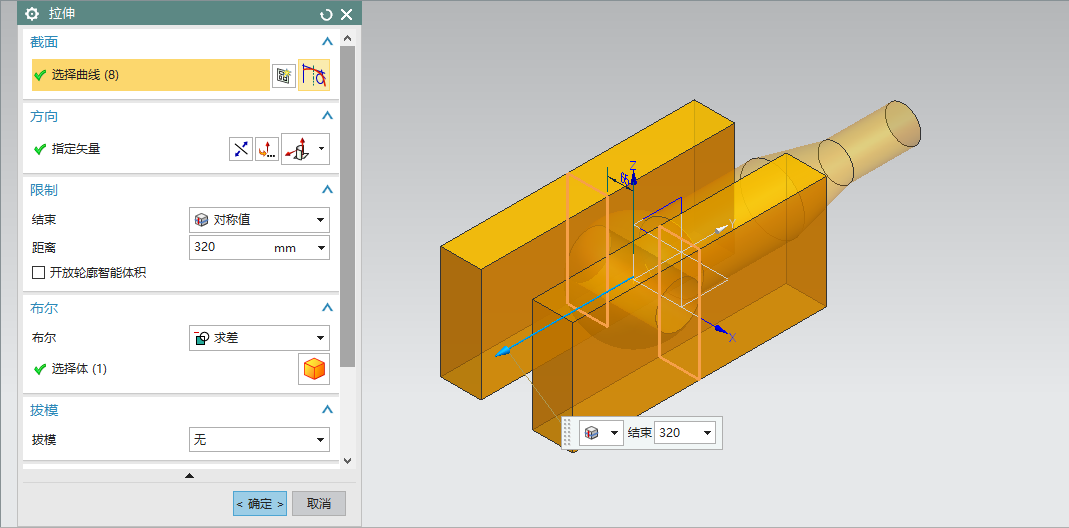 拉伸
截面
选择曲线 (8)
方向
指定矢量
限制
结束
对称值
距离
320 mm
开放轮廓智能体积
布尔
布尔
求差
选择体 (1)
拔模
拔模
无
< 确定 >
取消
Z
Y
X
结束
320